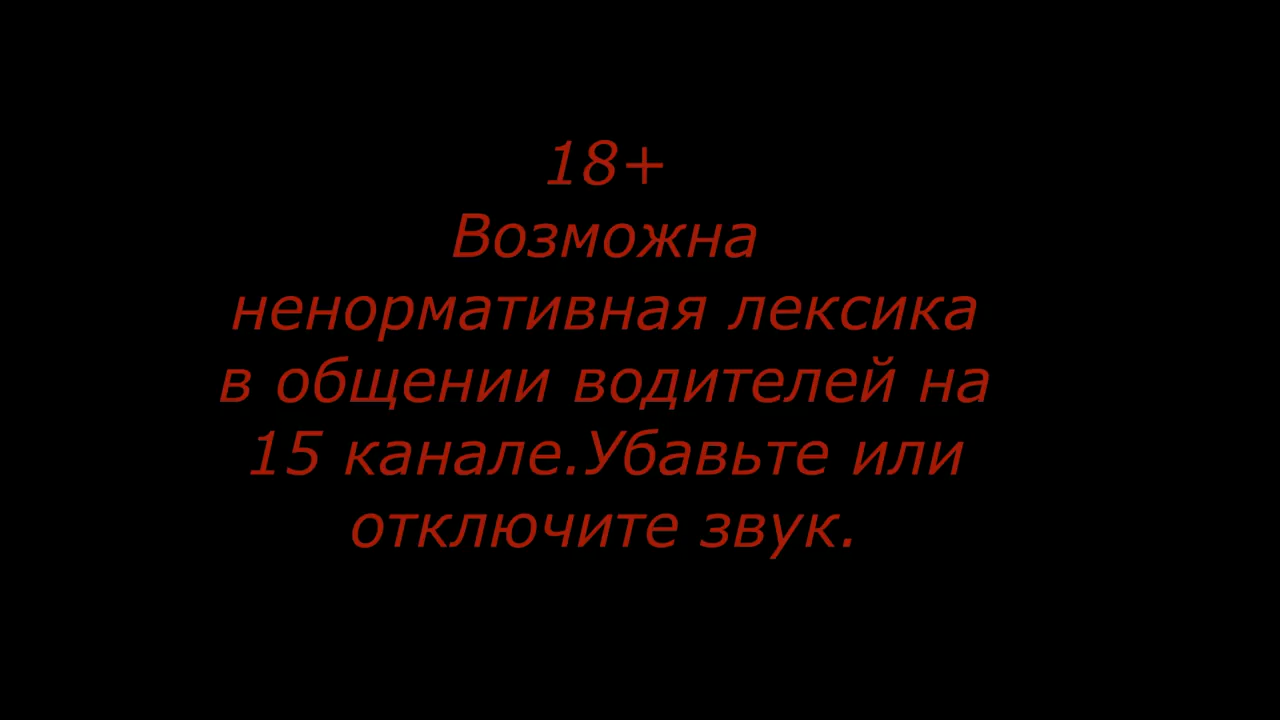 18+
Возможна
ненормативная лексика
в общении водителей на
15 канале.Убавьте или
отключите звук.